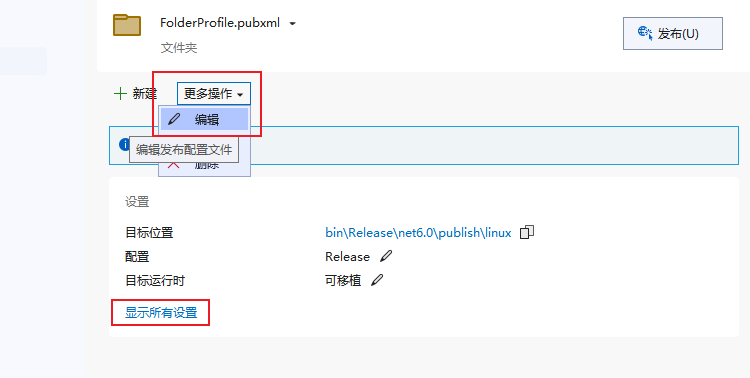 FolderProfile.pubxml
文件夹
发布(U)
新建
更多操作
编辑
编辑发布配置文件
删除
设置
目标位置
bin\Release\net6.0\publish\linux
配置
Release
目标运行时
可移植
显示所有设置